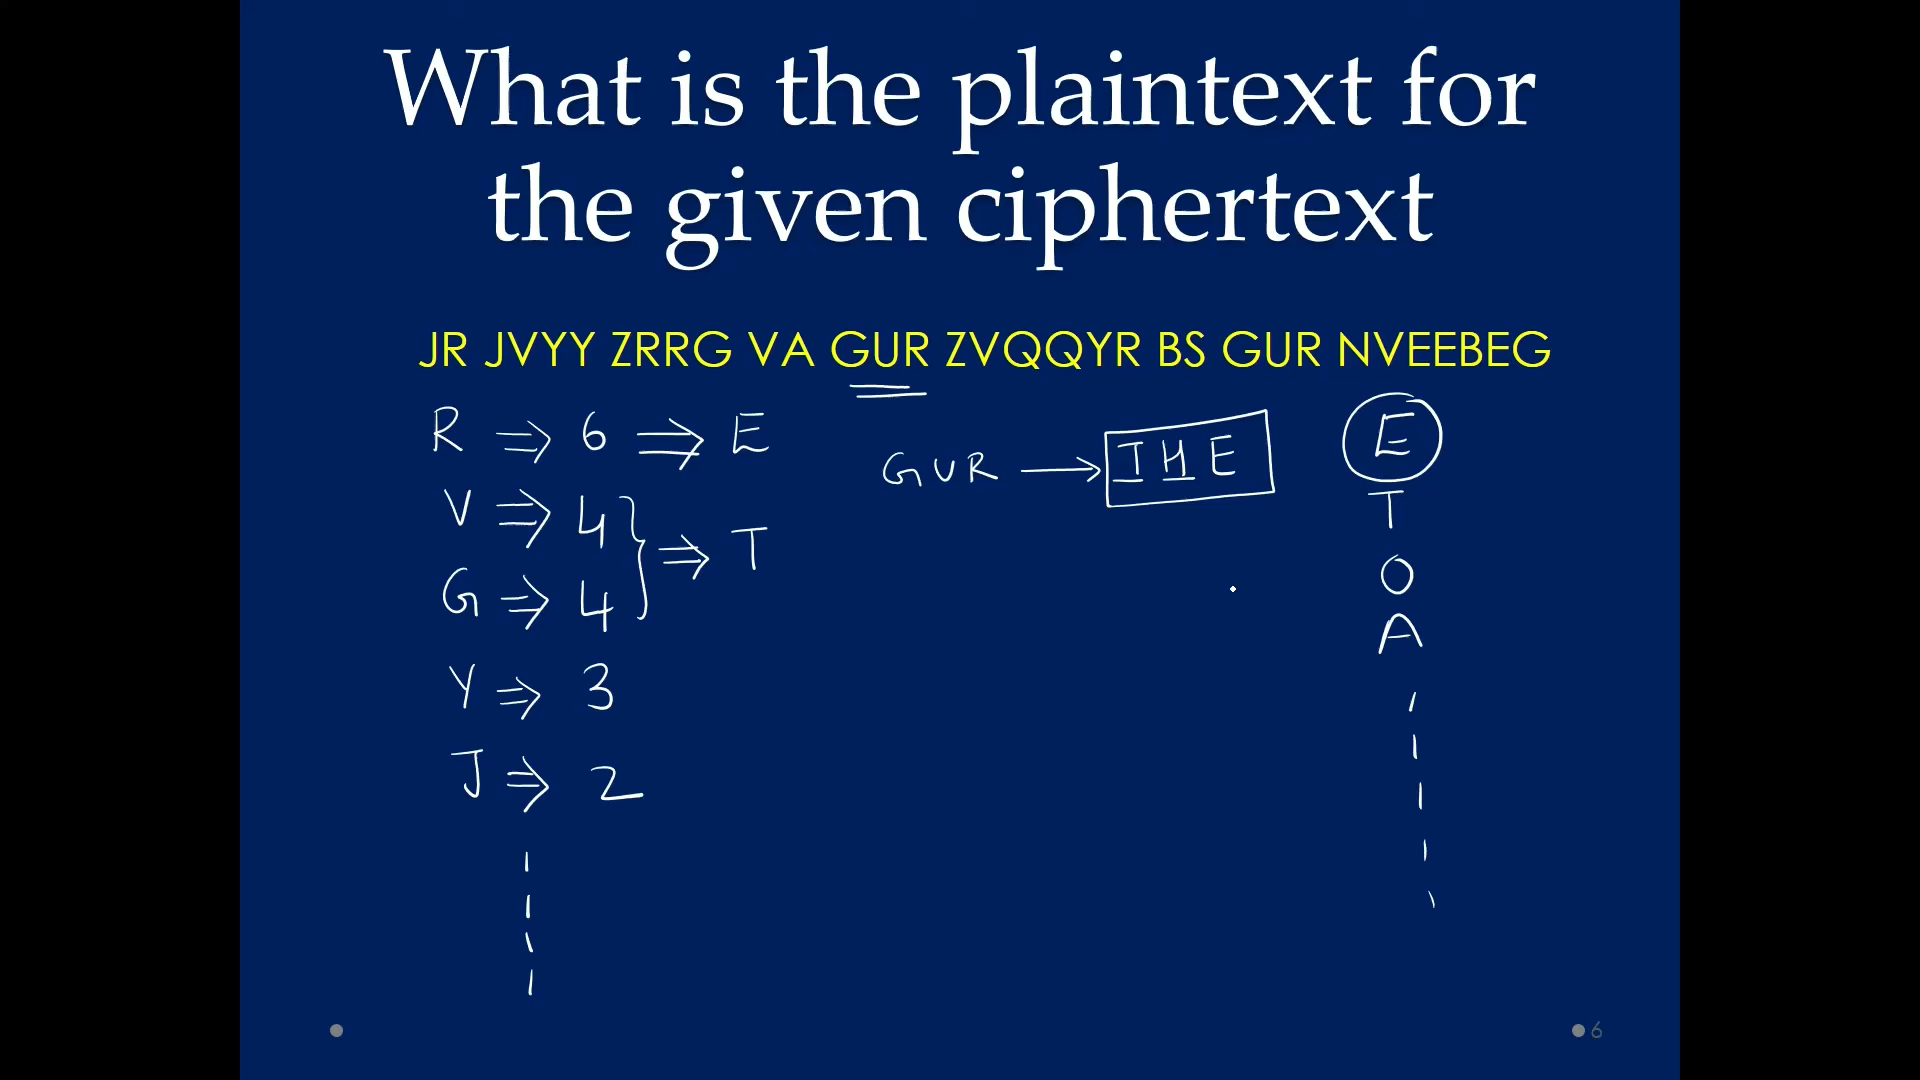 What is the plaintext for
the given ciphertext
JR JVYY ZRRG VA GUR ZVQQYR BS GUR NVEEBEG
R ⇒ 6 ⇒ E
V ⇒ 4
G ⇒ 4
⇒ T
Y ⇒ 3
J ⇒ 2
GUR → THE
E
T
O
A
6